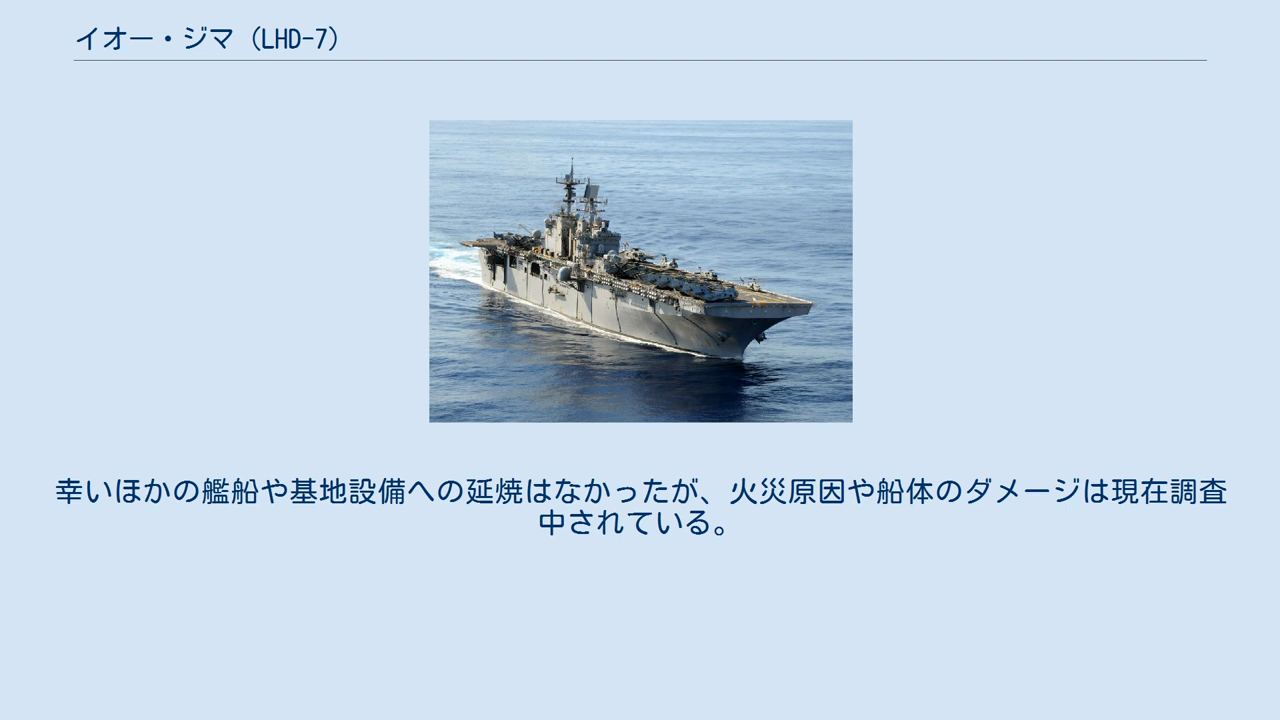 イオー・ジマ（LHD-7）
幸いほかの艦船や基地設備への延焼はなかったが、火災原因や船体のダメージは現在調査
中されている。